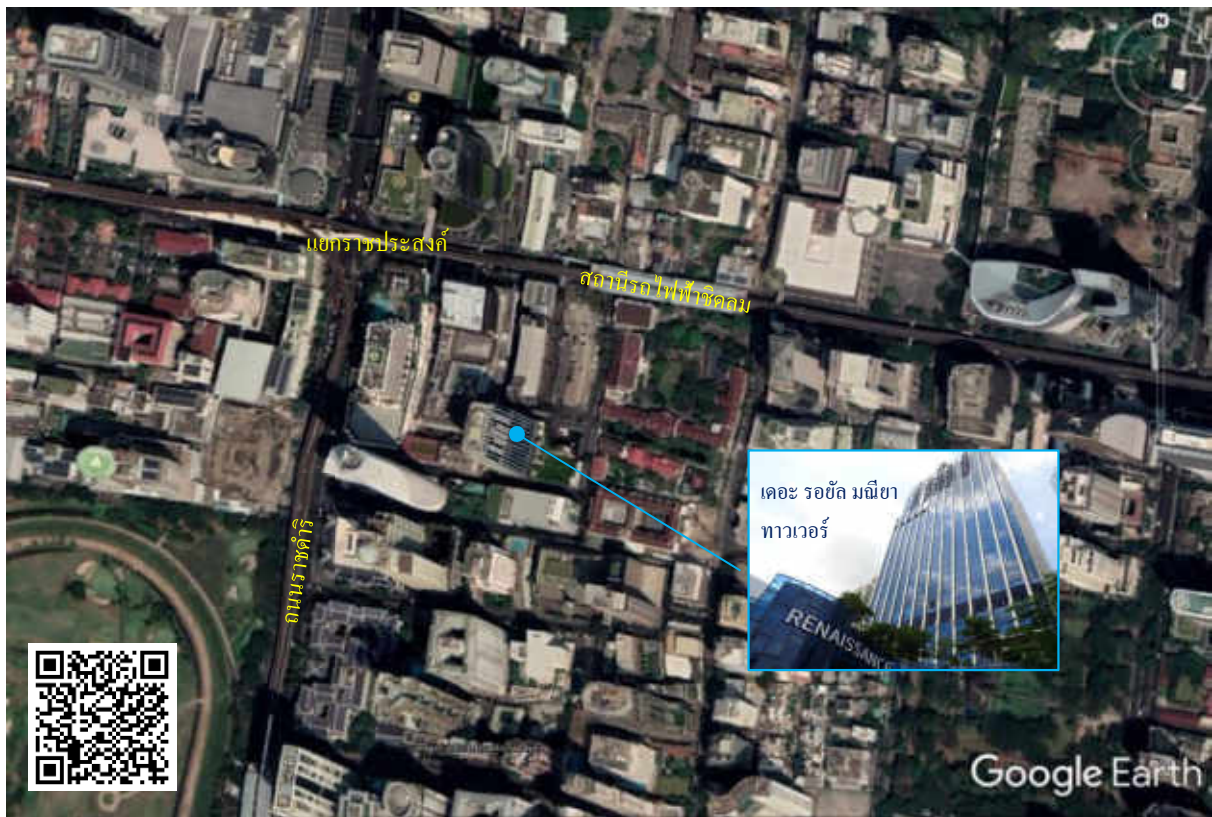 N
แยกราชประสงค์
สถานีรถไฟฟ้าชิดลม
เดอะ รอยัล มณียา
ทาวเวอร์
RENAISSANCE
ถนนราชดำริ
Google Earth